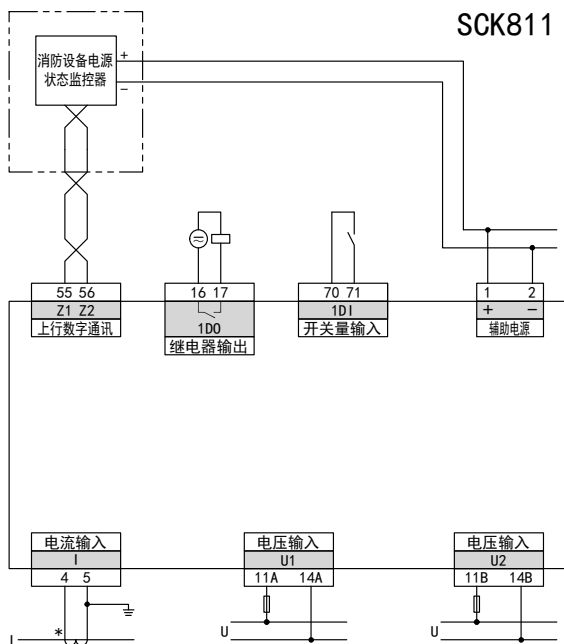 SCK811
消防设备电源
状态监控器
+
−
55 56
Z1 Z2
上行数字通讯
16 17
1DO
继电器输出
70 71
1DI
开关量输入
1 2
+ −
辅助电源
电流输入
I
4 5
*
电压输入
U1
11A 14A
U
电压输入
U2
11B 14B
U